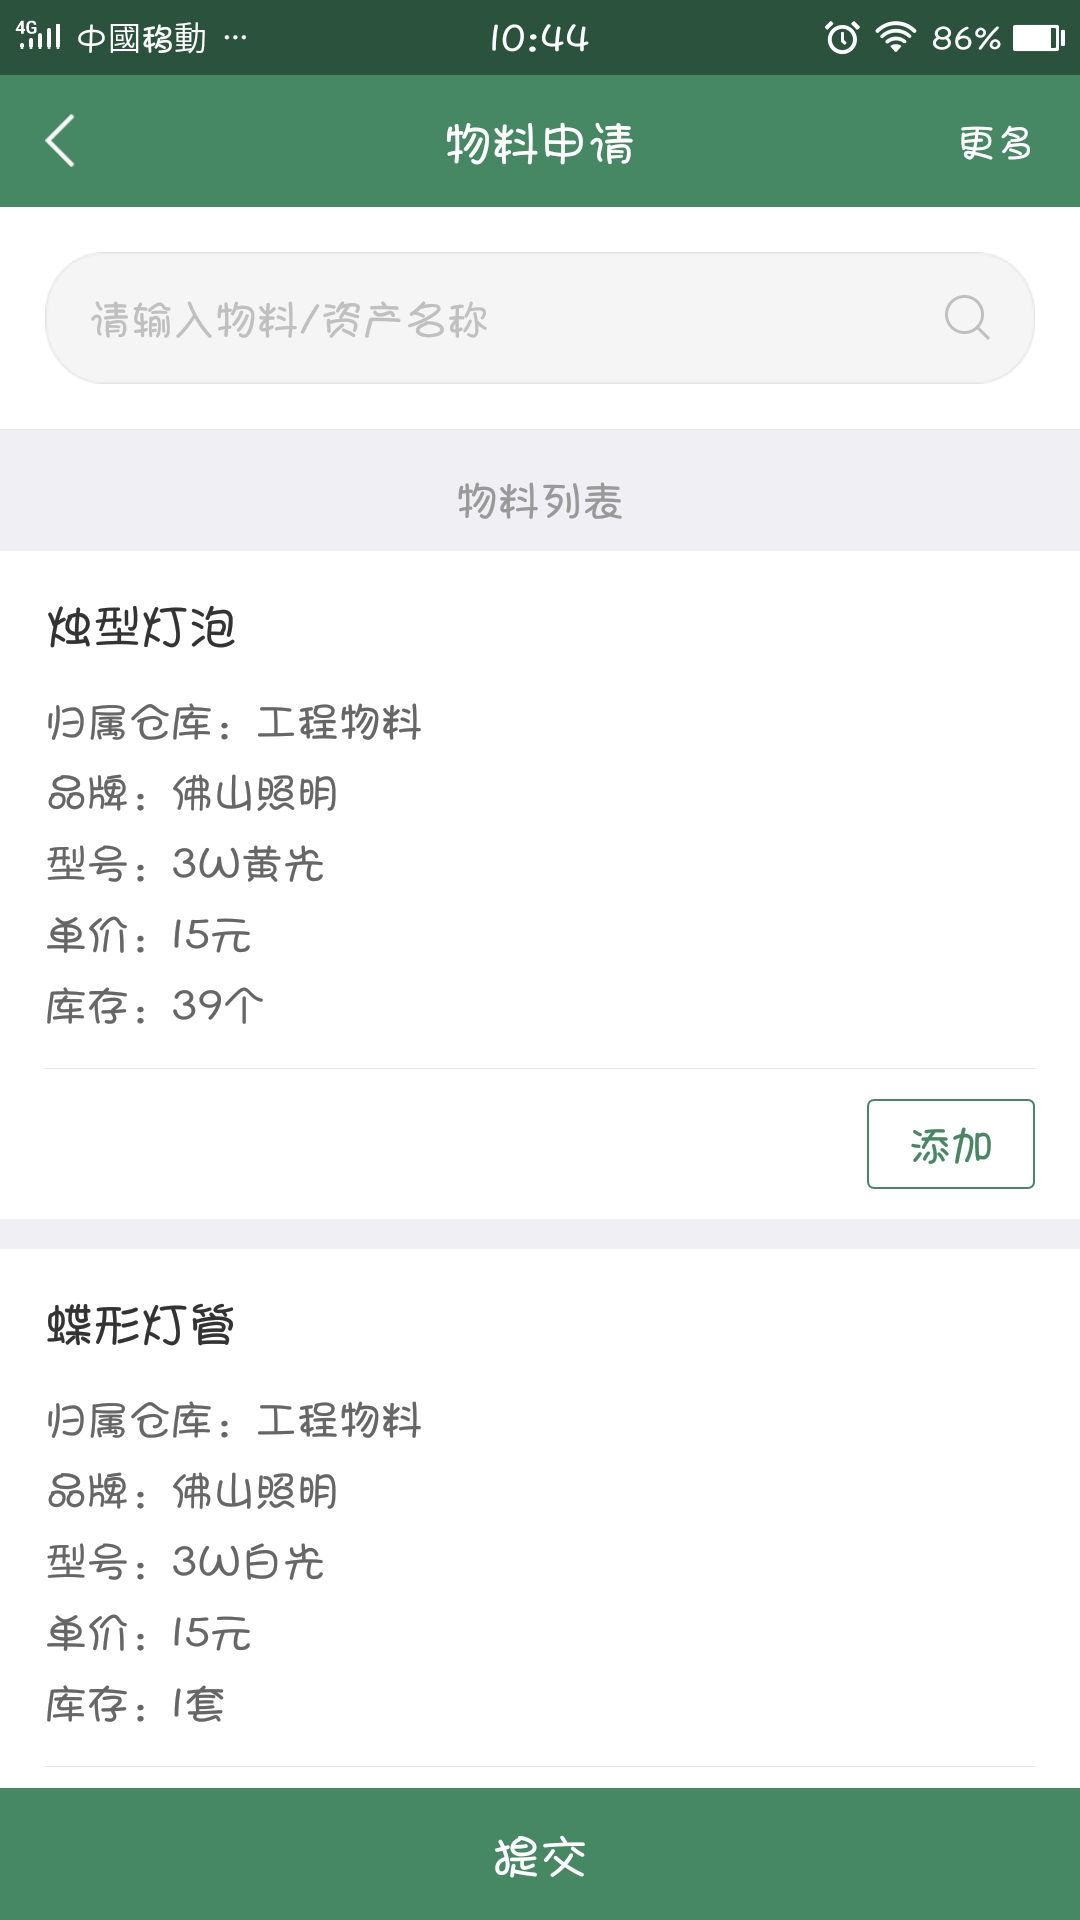 4G 中國移動 ··· 10:44 86%
物料申请 更多
请输入物料/资产名称
物料列表
烛型灯泡
归属仓库：工程物料
品牌：佛山照明
型号：3W黄光
单价：15元
库存：39个
添加
蝶形灯管
归属仓库：工程物料
品牌：佛山照明
型号：3W白光
单价：15元
库存：1套
提交